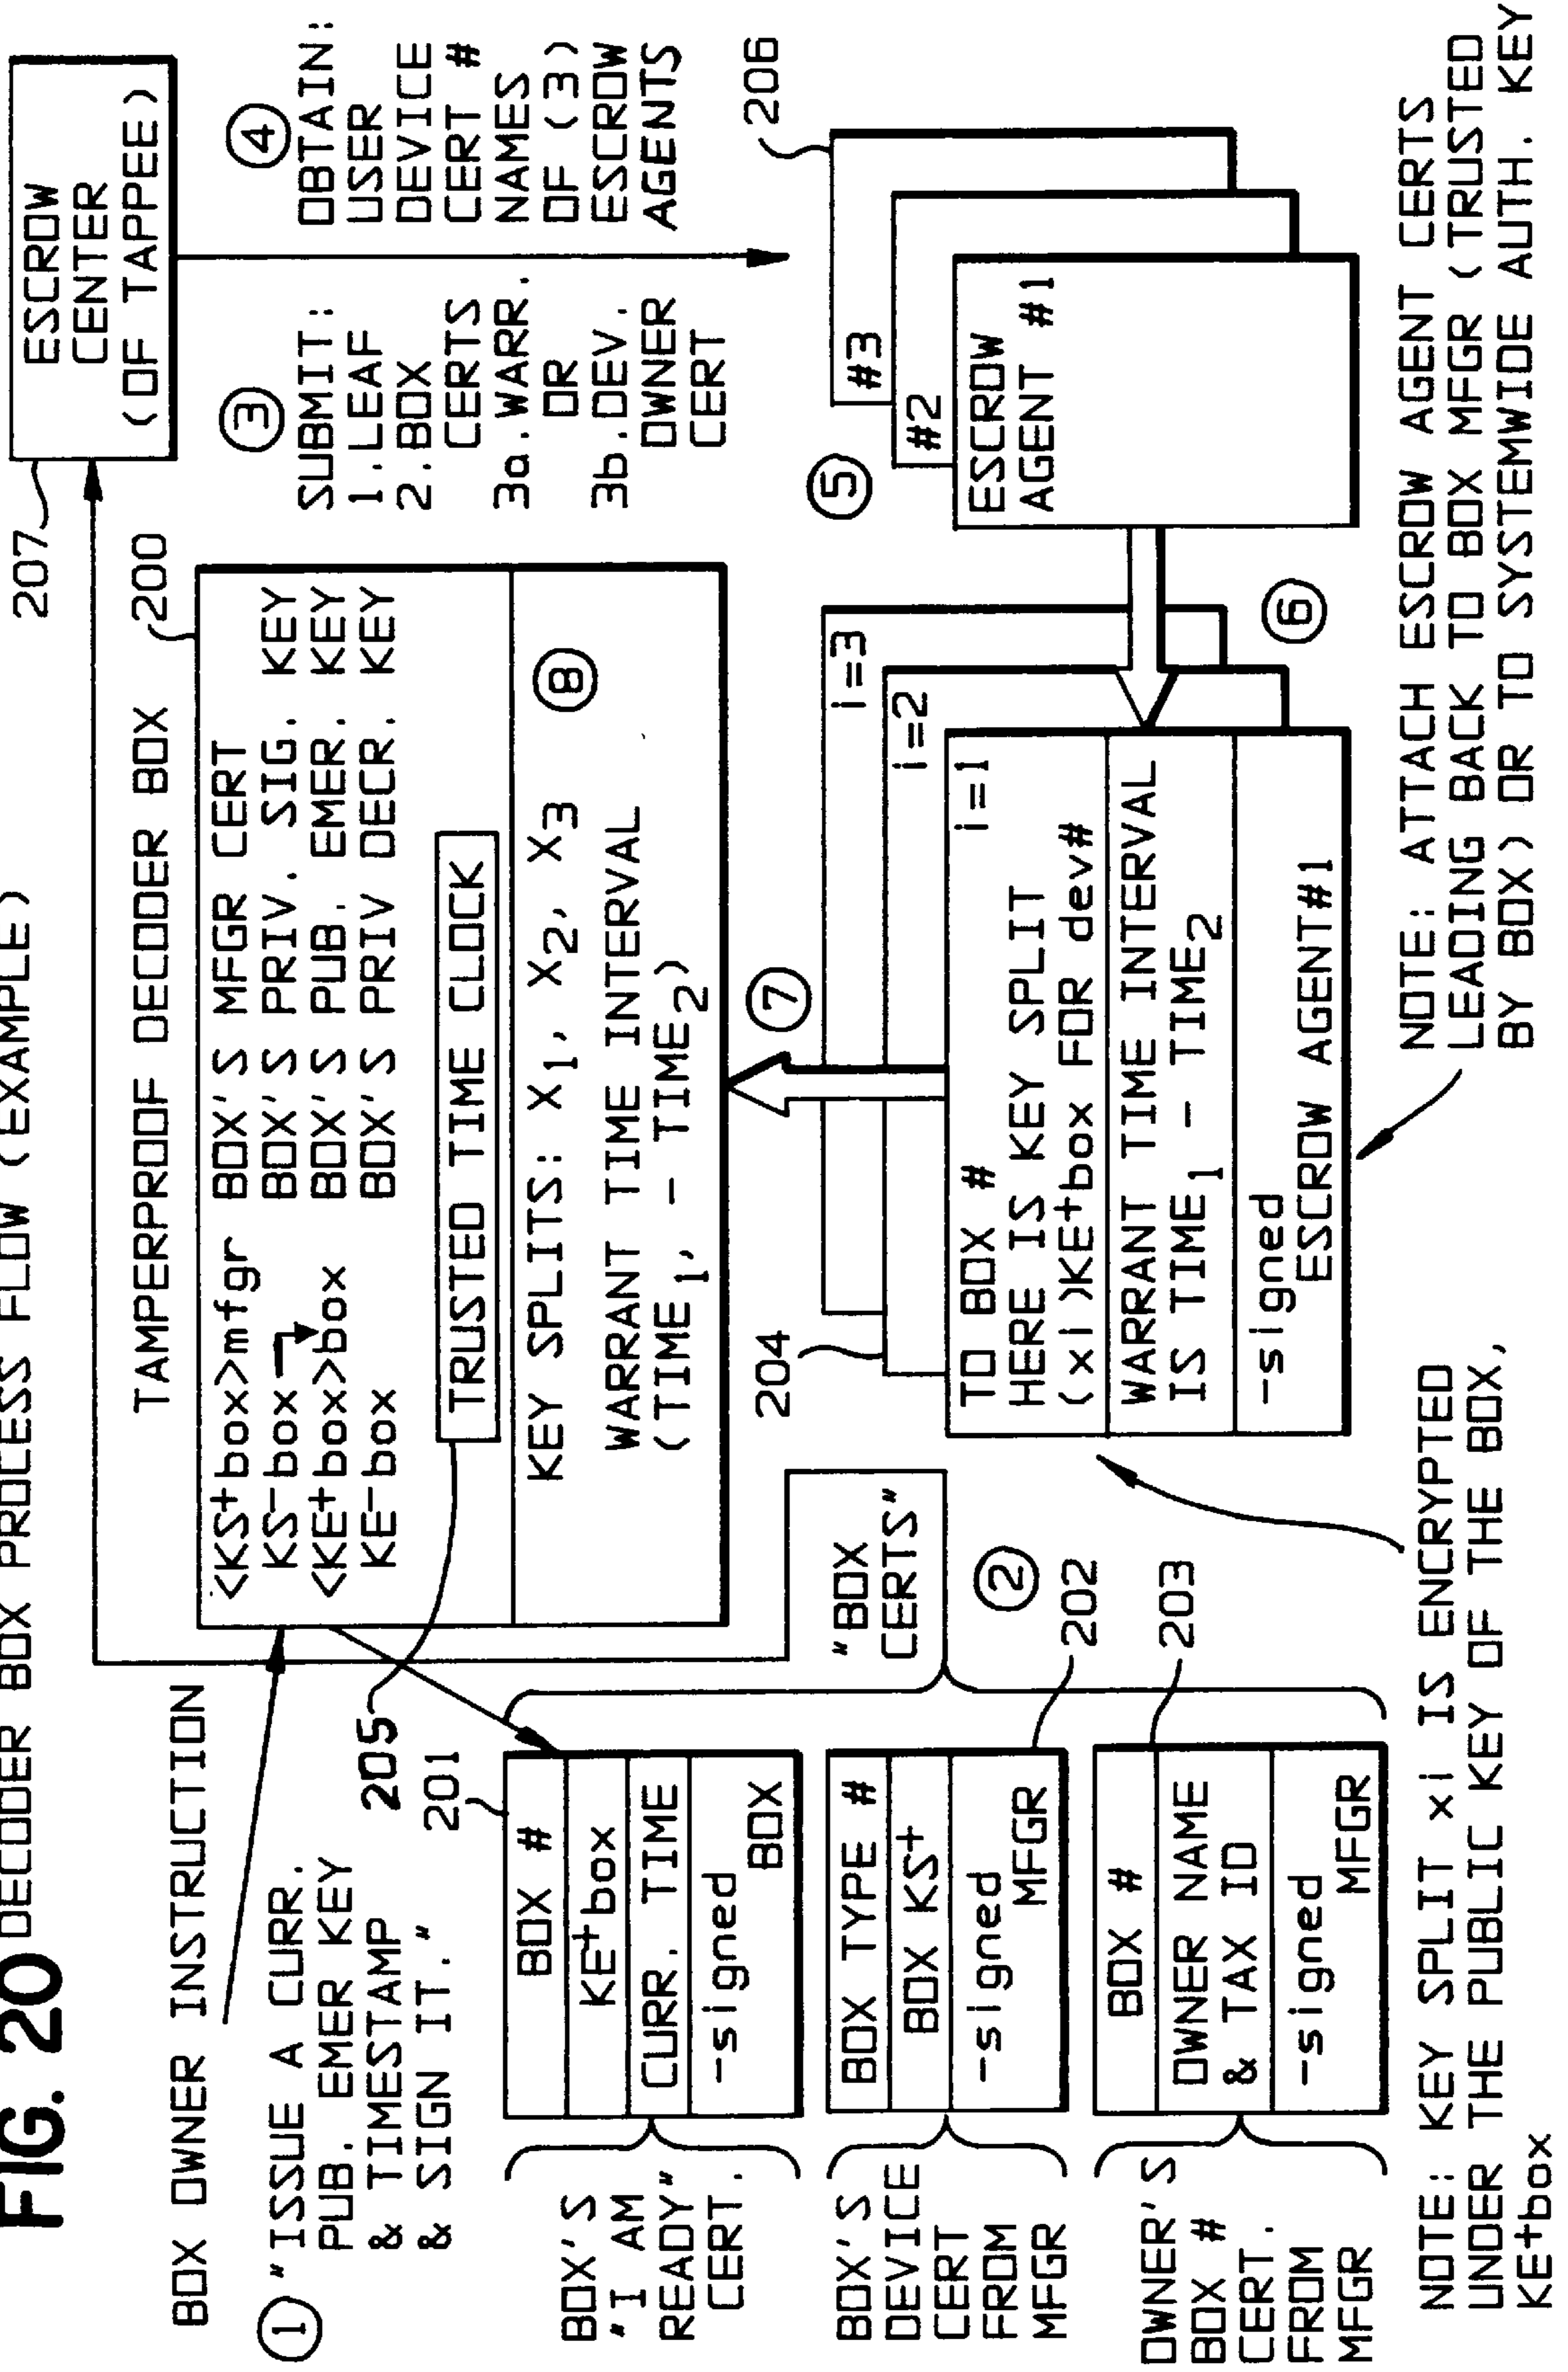 FIG. 20 DECODER BOX PROCESS FLOW (EXAMPLE)
BOX OWNER INSTRUCTION
1 "ISSUE A CURR.
PUB. EMER KEY
& TIMESTAMP
& SIGN IT."
205
201
BOX'S
"I AM
READY"
CERT.
BOX #
KE+box
CURR. TIME
-signed
BOX
BOX'S
DEVICE
CERT
FROM
MFGR
BOX TYPE #
BOX KS+
-signed
MFGR
202
OWNER'S
BOX #
CERT.
FROM
MFGR
BOX #
OWNER NAME
& TAX ID
-signed
MFGR
203
"BOX
CERTS"
2
TAMPERPROOF DECODER BOX
200
<KS+box>mfgr BOX'S MFGR CERT
KS-box BOX'S PRIV. SIG. KEY
<KE+box>box BOX'S PUB. EMER. KEY
KE-box BOX'S PRIV DECR. KEY
TRUSTED TIME CLOCK
KEY SPLITS: X1, X2, X3
8
WARRANT TIME INTERVAL
(TIME1, - TIME2)
207
ESCROW
CENTER
(OF TAPPEE)
3
SUBMIT:
1.LEAF
2.BOX
CERTS
3a.WARR.
OR
3b.DEV.
OWNER
CERT
4
OBTAIN:
USER
DEVICE
CERT #
NAMES
OF (3)
ESCROW
AGENTS
206
5
#3
#2
ESCROW
AGENT #1
6
7
204
i=3
i=2
i=1
TO BOX #
HERE IS KEY SPLIT
(xi)KE+box FOR dev#
WARRANT TIME INTERVAL
IS TIME1 - TIME2
-signed
ESCROW AGENT#1
NOTE: KEY SPLIT xi IS ENCRYPTED
UNDER THE PUBLIC KEY OF THE BOX,
KE+box
NOTE: ATTACH ESCROW AGENT CERTS
LEADING BACK TO BOX MFGR (TRUSTED
BY BOX) OR TO SYSTEMWIDE AUTH. KEY